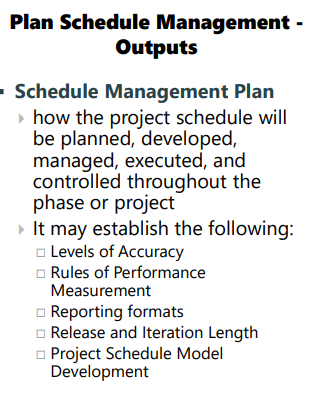 Plan Schedule Management -
Outputs
Schedule Management Plan
how the project schedule will
be planned, developed,
managed, executed, and
controlled throughout the
phase or project
It may establish the following:
Levels of Accuracy
Rules of Performance
Measurement
Reporting formats
Release and Iteration Length
Project Schedule Model
Development